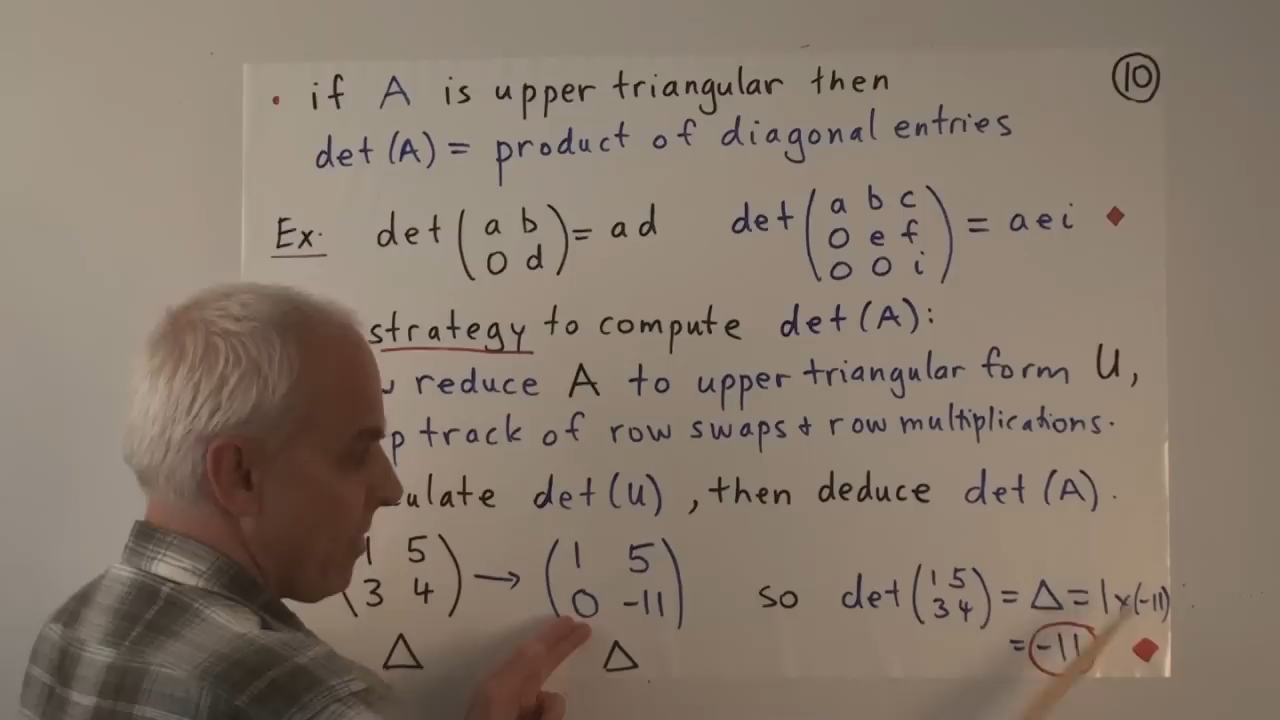 10
• if A is upper triangular then
det(A) = product of diagonal entries
Ex. det(a b) = ad det(a b c) = aei
0 d 0 e f
0 0 i
strategy to compute det(A):
reduce A to upper triangular form U,
track of row swaps + row multiplications.
det(U), then deduce det(A).
1 5 → (1 5) so det(1 5) = Δ = 1×(-11)
3 4 0 -11 3 4 = -11
Δ Δ